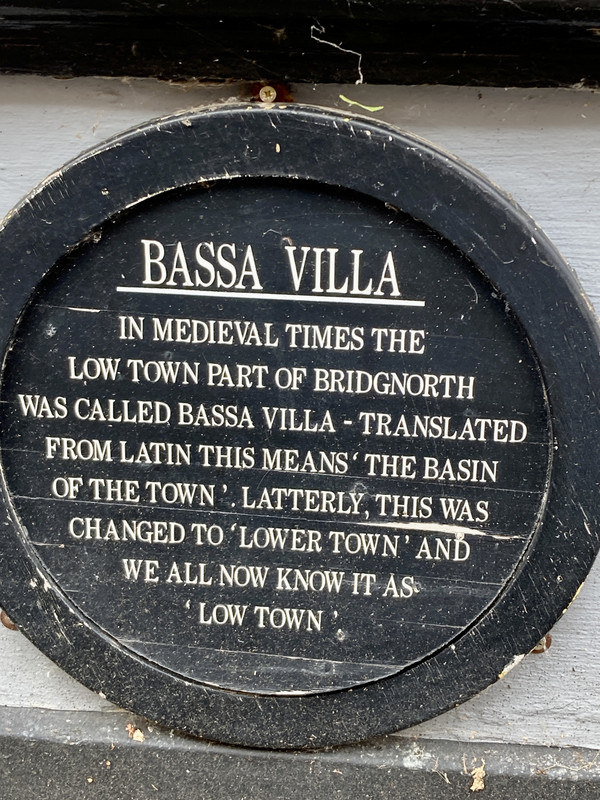 BASSA VILLA
IN MEDIEVAL TIMES THE
LOW TOWN PART OF BRIDGNORTH
WAS CALLED BASSA VILLA - TRANSLATED
FROM LATIN THIS MEANS ‘THE BASIN
OF THE TOWN’. LATTERLY, THIS WAS
CHANGED TO ‘LOWER TOWN’ AND
WE ALL NOW KNOW IT AS
‘LOW TOWN’